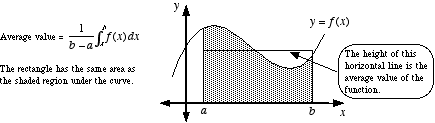 Average value = 1/(b – a) ∫_a^b f(x) dx
The rectangle has the same area as
the shaded region under the curve.
y
y = f(x)
The height of this
horizontal line is the
average value of the
function.
a
b
x